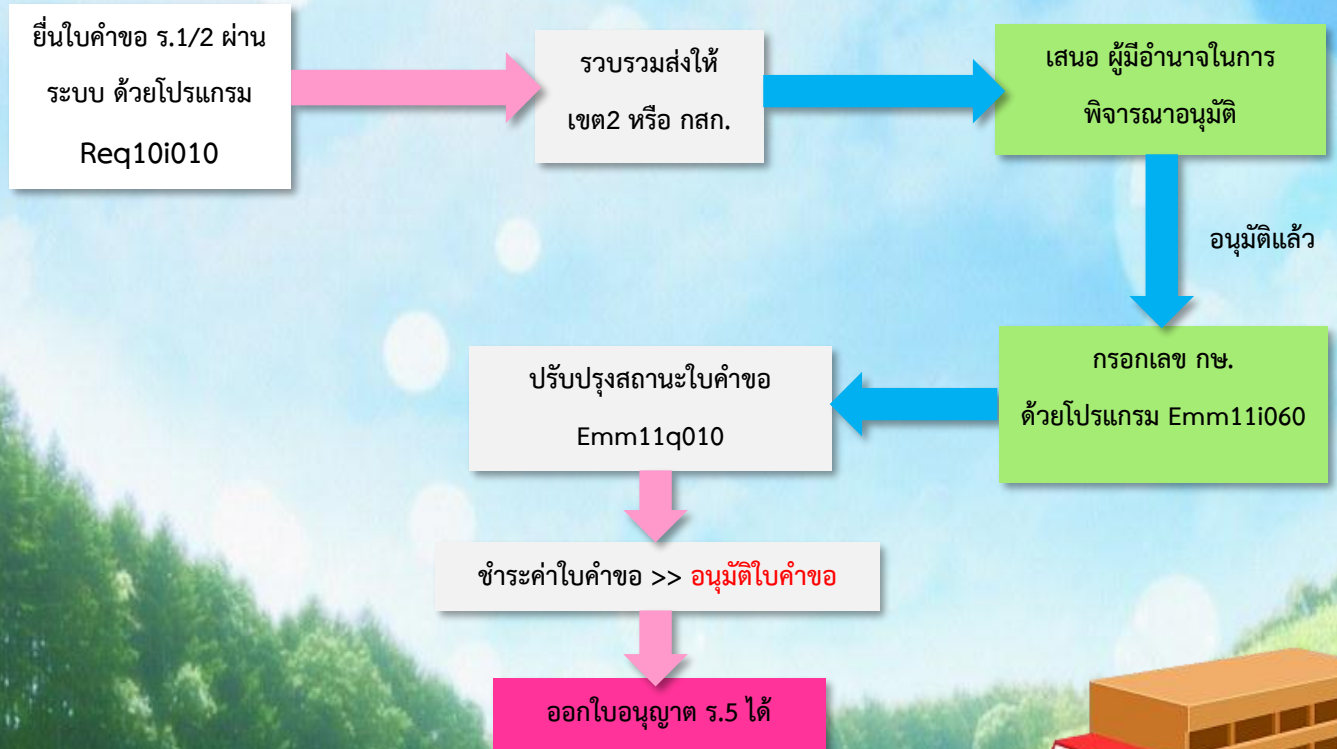 ยื่นใบคำขอ ร.1/2 ผ่าน
ระบบ ด้วยโปรแกรม
Req10i010
รวบรวมส่งให้
เขต2 หรือ กสก.
เสนอ ผู้มีอำนาจในการ
พิจารณาอนุมัติ
อนุมัติแล้ว
กรอกเลข กษ.
ด้วยโปรแกรม Emm11i060
ปรับปรุงสถานะใบคำขอ
Emm11q010
ชำระค่าใบคำขอ >> อนุมัติใบคำขอ
ออกใบอนุญาต ร.5 ได้